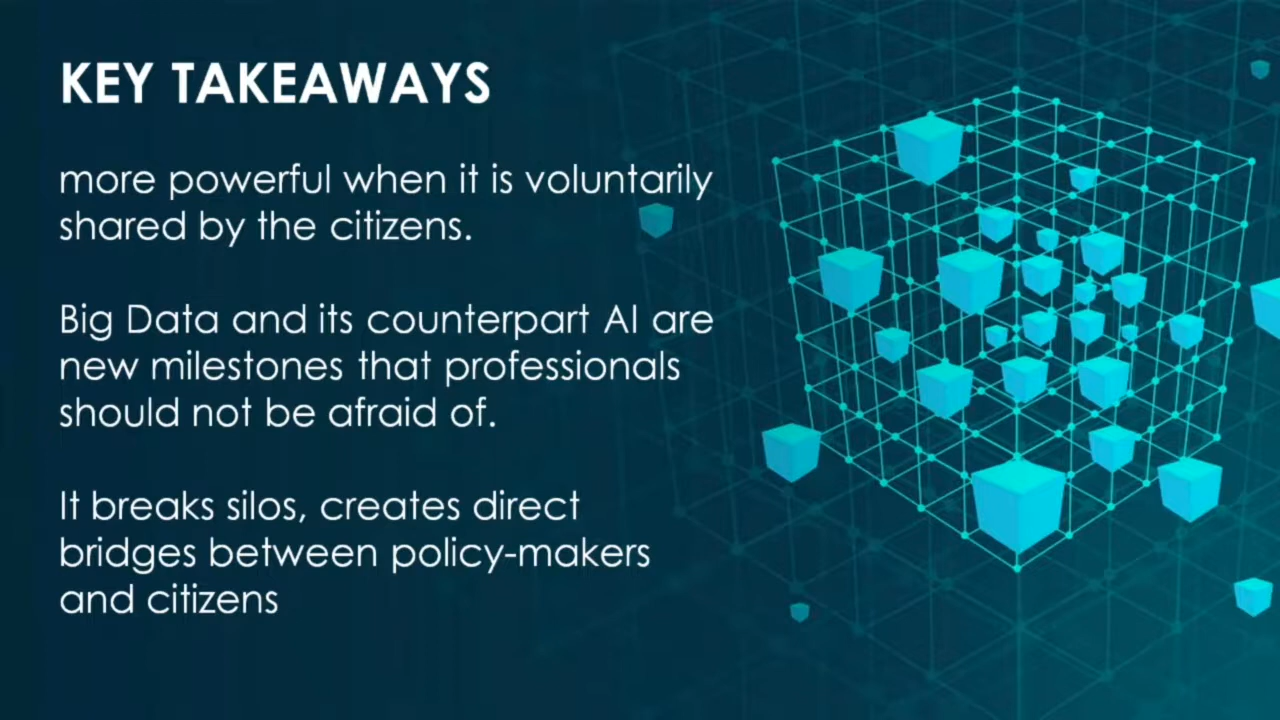 KEY TAKEAWAYS
more powerful when it is voluntarily
shared by the citizens.
Big Data and its counterpart AI are
new milestones that professionals
should not be afraid of.
It breaks silos, creates direct
bridges between policy-makers
and citizens